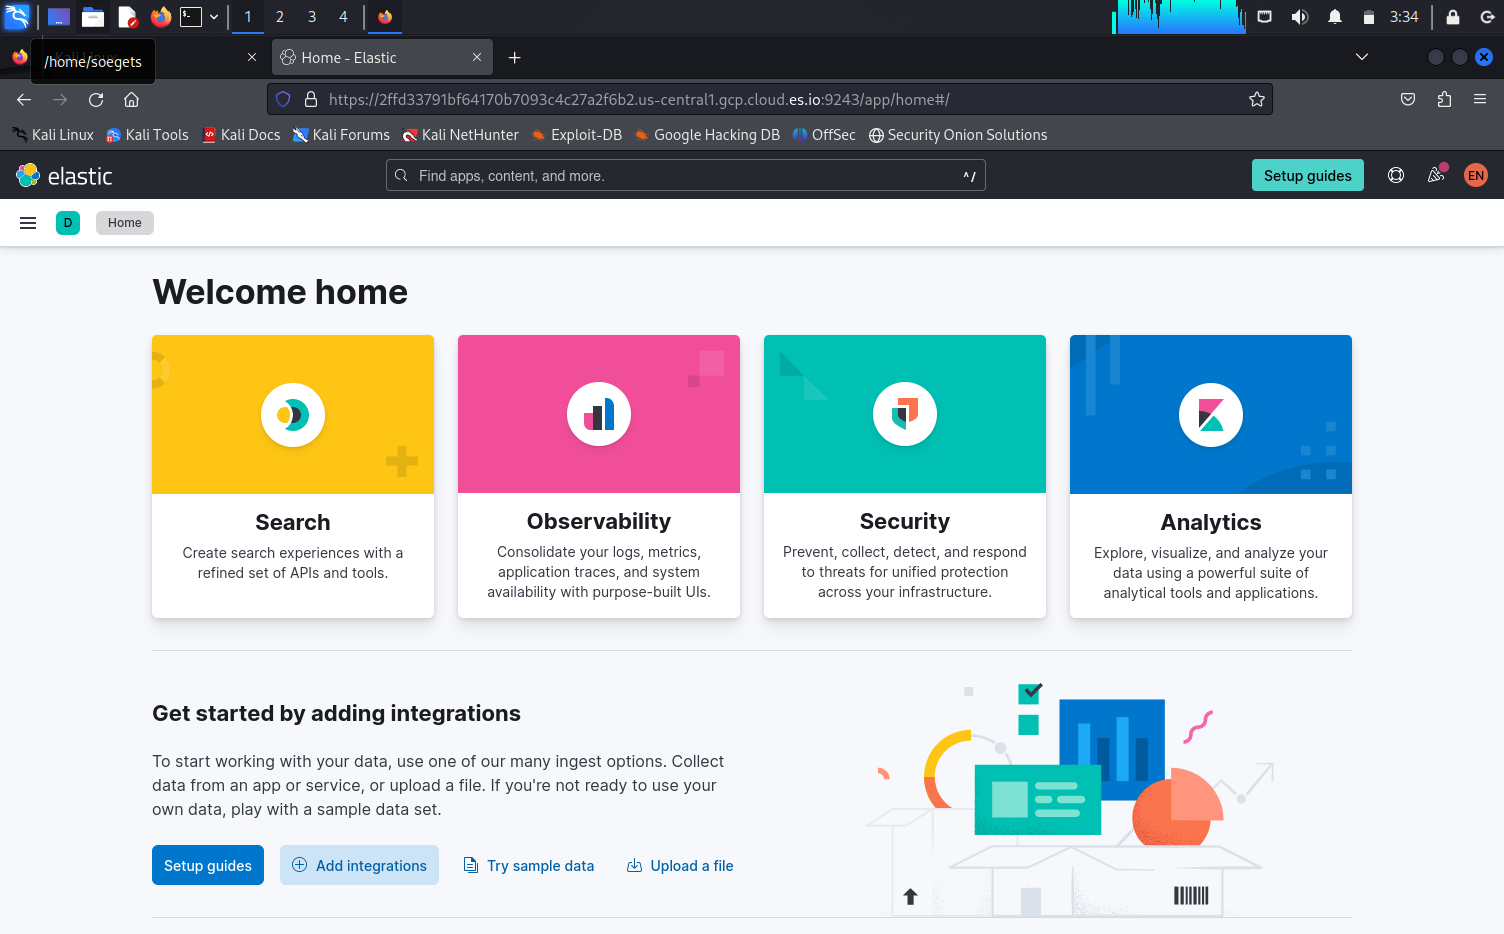 1 2 3 4 3:34
/home/soegets
Home - Elastic
https://2ffd33791bf64170b7093c4c27a2f6b2.us-central1.gcp.cloud.es.io:9243/app/home#/
Kali Linux Kali Tools Kali Docs Kali Forums Kali NetHunter Exploit-DB Google Hacking DB OffSec Security Onion Solutions
elastic Find apps, content, and more. ^/ Setup guides EN
D Home
Welcome home
Search
Create search experiences with a
refined set of APIs and tools.
Observability
Consolidate your logs, metrics,
application traces, and system
availability with purpose-built UIs.
Security
Prevent, collect, detect, and respond
to threats for unified protection
across your infrastructure.
Analytics
Explore, visualize, and analyze your
data using a powerful suite of
analytical tools and applications.
Get started by adding integrations
To start working with your data, use one of our many ingest options. Collect
data from an app or service, or upload a file. If you're not ready to use your
own data, play with a sample data set.
Setup guides Add integrations Try sample data Upload a file